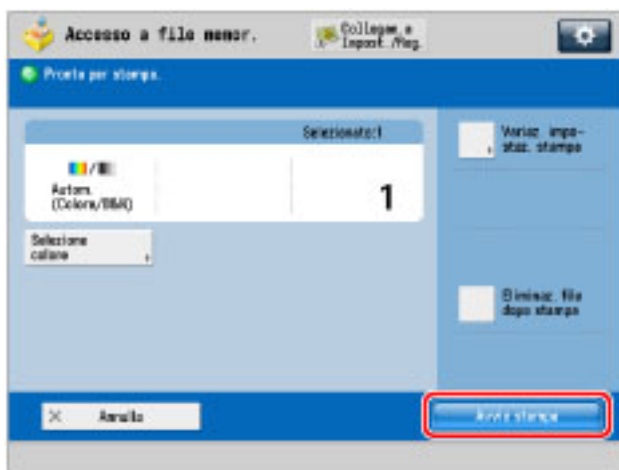 Accesso a file memor.
Collegam. a
Impost./Reg.
Pronta per stampa.
Selezionato:1
Variaz. impo-
staz. stampa
Autom.
(Colore/B&N)
1
Selezione
colore
Eliminaz. file
dopo stampa
Annulla
Avvio stampa